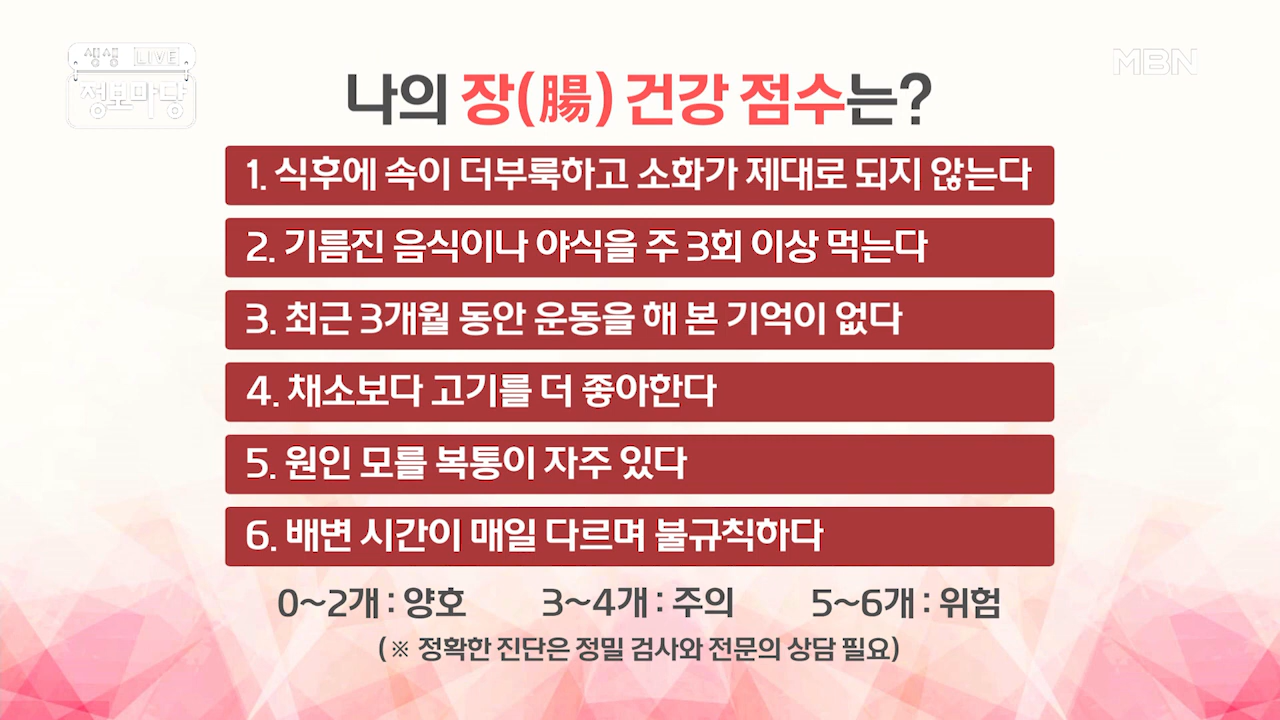 생생 LIVE
정보마당
MBN
나의 장(腸) 건강 점수는?
1. 식후에 속이 더부룩하고 소화가 제대로 되지 않는다
2. 기름진 음식이나 야식을 주 3회 이상 먹는다
3. 최근 3개월 동안 운동을 해 본 기억이 없다
4. 채소보다 고기를 더 좋아한다
5. 원인 모를 복통이 자주 있다
6. 배변 시간이 매일 다르며 불규칙하다
0~2개 : 양호 3~4개 : 주의 5~6개 : 위험
(※ 정확한 진단은 정밀 검사와 전문의 상담 필요)